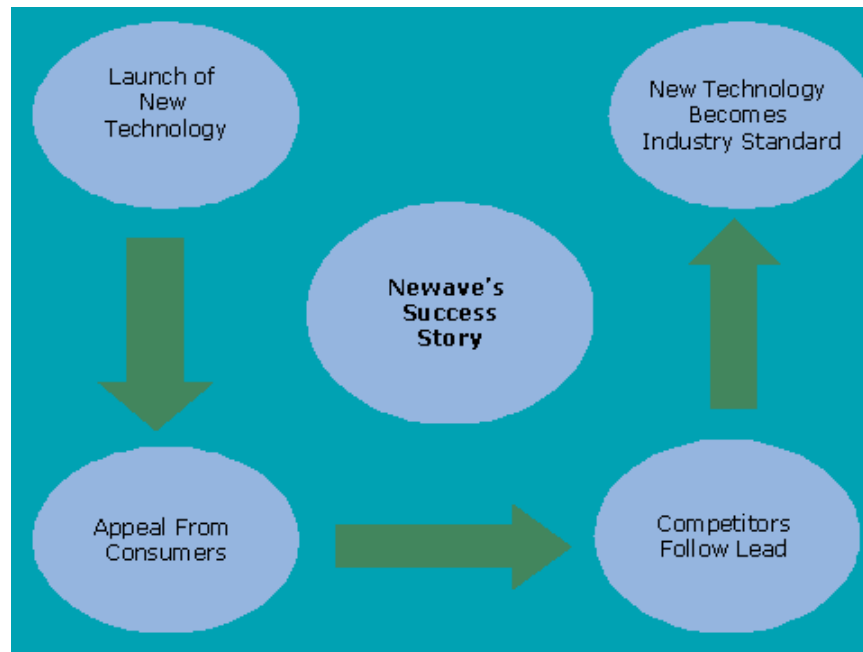 Launch of
New
Technology
Appeal From
Consumers
Competitors
Follow Lead
New Technology
Becomes
Industry Standard
Newave's
Success
Story